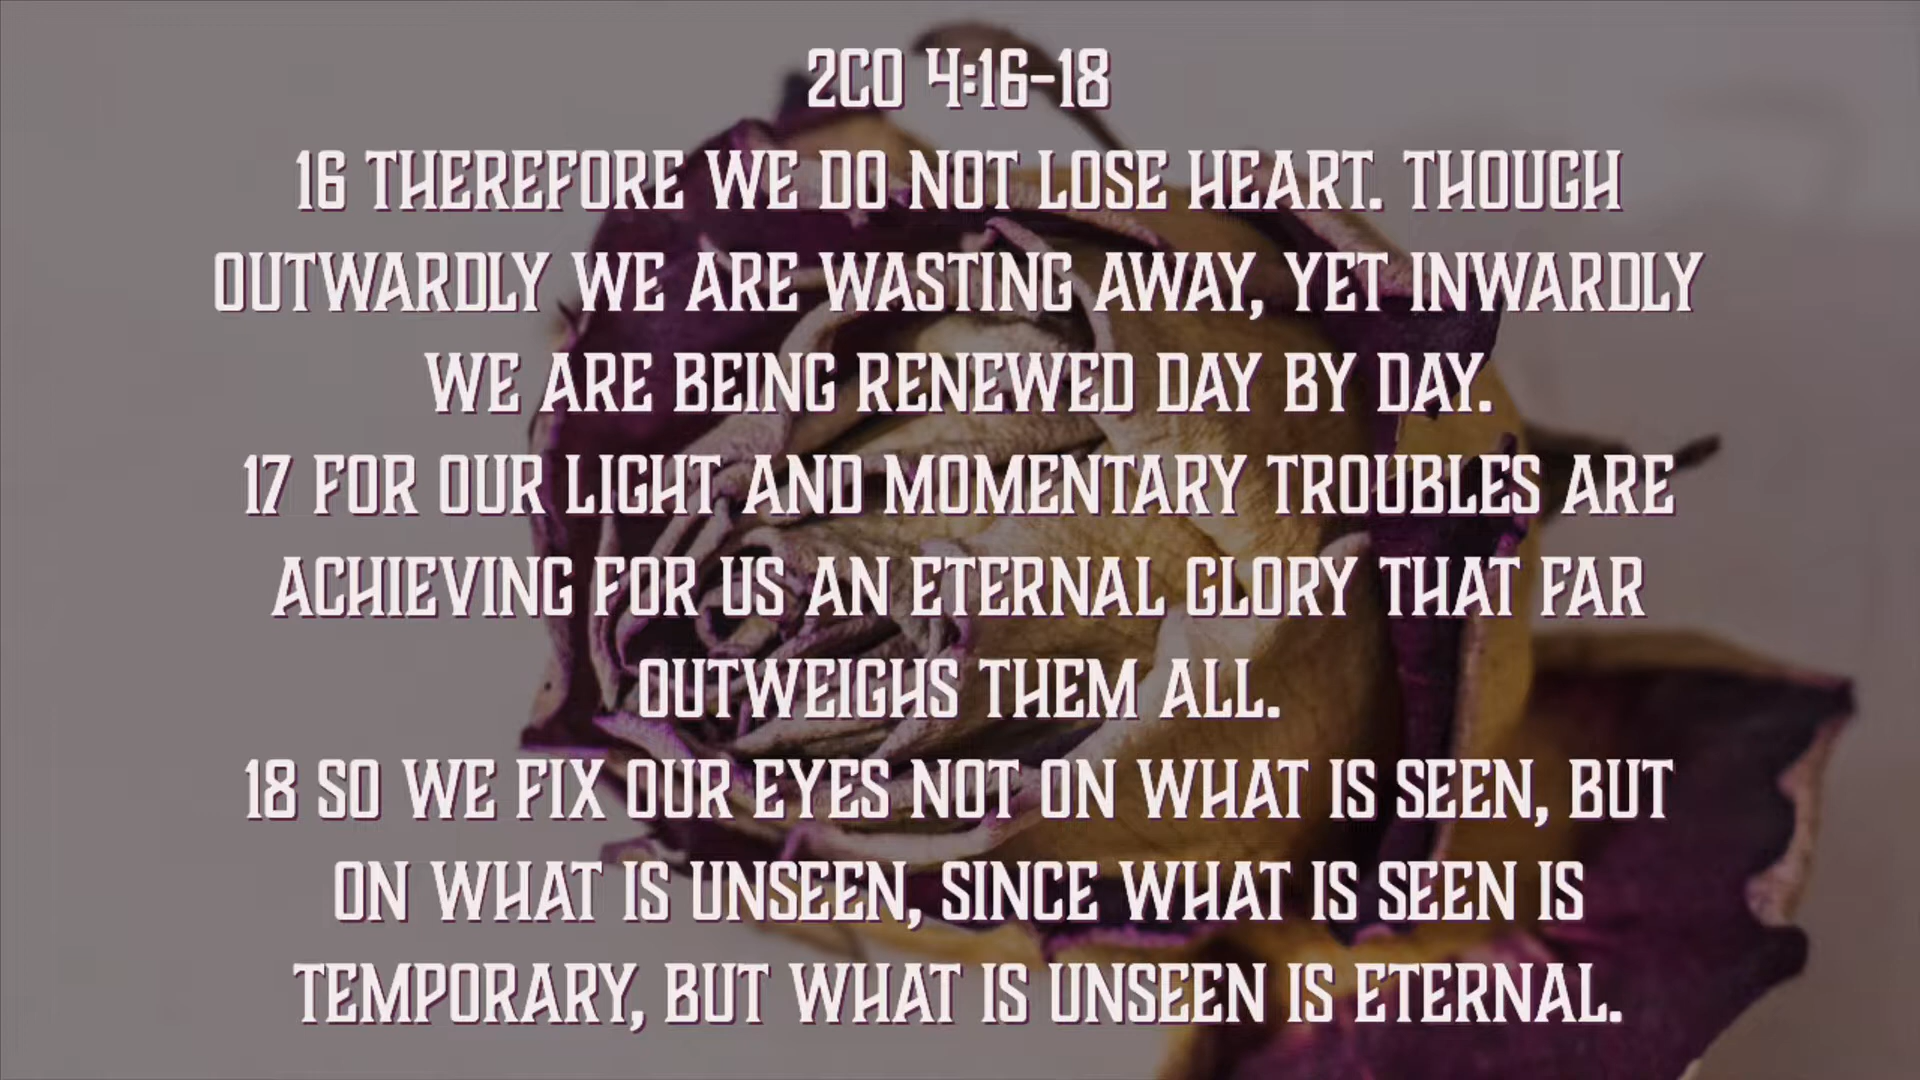 2CO 4:16-18
16 THEREFORE WE DO NOT LOSE HEART. THOUGH
OUTWARDLY WE ARE WASTING AWAY, YET INWARDLY
WE ARE BEING RENEWED DAY BY DAY.
17 FOR OUR LIGHT AND MOMENTARY TROUBLES ARE
ACHIEVING FOR US AN ETERNAL GLORY THAT FAR
OUTWEIGHS THEM ALL.
18 SO WE FIX OUR EYES NOT ON WHAT IS SEEN, BUT
ON WHAT IS UNSEEN, SINCE WHAT IS SEEN IS
TEMPORARY, BUT WHAT IS UNSEEN IS ETERNAL.